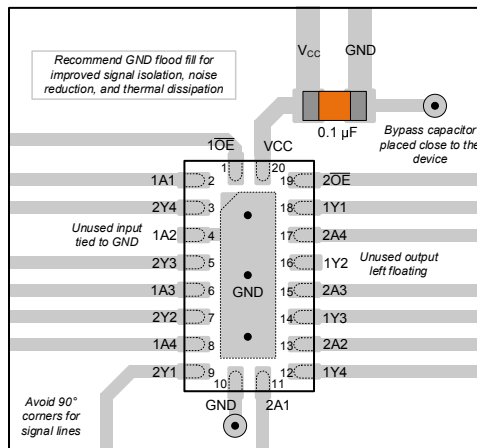 Recommend GND flood fill for
improved signal isolation, noise
reduction, and thermal dissipation
VCC
GND
0.1 µF
Bypass capacitor
placed close to the
device
1O̅E̅
VCC
1
20
1A1
2
19
2O̅E̅
2Y4
3
18
1Y1
Unused input
tied to GND
1A2
4
17
2A4
2Y3
5
16
1Y2
Unused output
left floating
1A3
6
GND
15
2A3
2Y2
7
14
1Y3
1A4
8
13
2A2
2Y1
9
12
1Y4
10
11
GND
2A1
Avoid 90°
corners for
signal lines